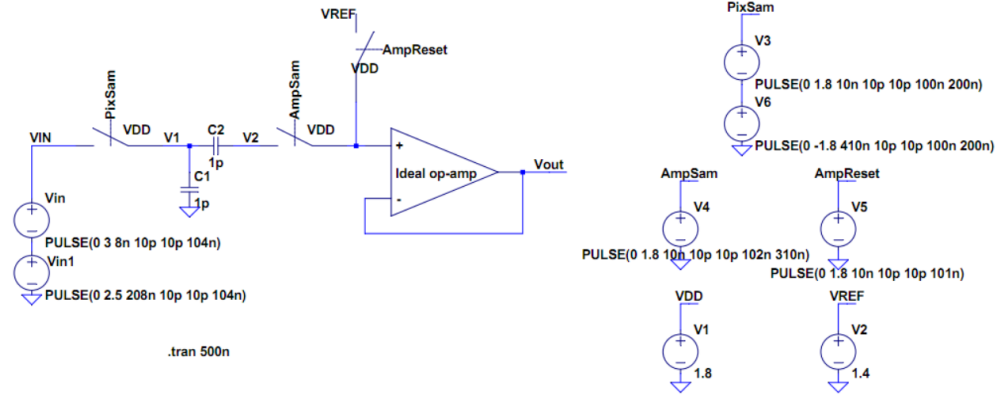 VREF
AmpReset
VDD
PixSam
AmpSam
VIN
VDD
V1
C2
1p
V2
VDD
C1
1p
+
-
Ideal op-amp
Vout
Vin
PULSE(0 3 8n 10p 10p 104n)
Vin1
PULSE(0 2.5 208n 10p 10p 104n)
.tran 500n
PixSam
V3
PULSE(0 1.8 10n 10p 10p 100n 200n)
V6
PULSE(0 -1.8 410n 10p 10p 100n 200n)
AmpSam
V4
PULSE(0 1.8 10n 10p 10p 102n 310n)
AmpReset
V5
PULSE(0 1.8 10n 10p 10p 101n)
VDD
V1
1.8
VREF
V2
1.4